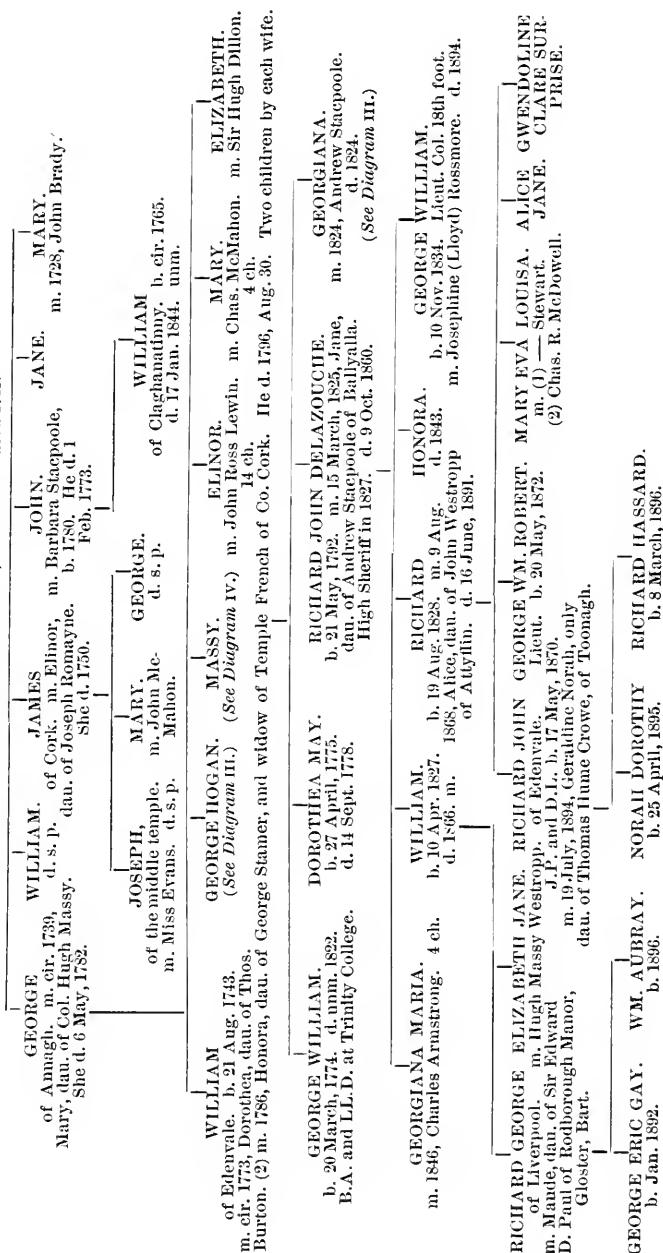 GEORGE
of Annagh. m. cir. 1739,
Mary, dau. of Col. Hugh Massy.
She d. 6 May, 1782.
WILLIAM.
d. s. p.
JAMES
of Cork. m. Elinor,
dau. of Joseph Romayne.
She d. 1750.
JOHN.
m. Barbara Stacpoole,
b. 1780. He d. 1
Feb. 1773.
JANE.
MARY.
m. 1728, John Brady.
JOSEPH,
of the middle temple.
m. Miss Evans. d. s. p.
MARY.
m. John Mc-
Mahon.
GEORGE.
d. s. p.
WILLIAM
of Claghanatinny. b. cir. 1765.
d. 17 Jan. 1844. unm.
WILLIAM
of Edenvale. b. 21 Aug. 1743.
m. cir. 1773, Dorothea, dau. of Thos.
Burton. (2) m. 1786, Honora, dau. of George Stamer, and widow of Temple French of Co. Cork. He d. 1796, Aug. 30. Two children by each wife.
GEORGE HOGAN.
(See Diagram III.)
MASSY.
(See Diagram IV.)
ELINOR.
m. John Ross Lewin.
14 ch.
MARY.
m. Chas. McMahon.
4 ch.
ELIZABETH.
m. Sir Hugh Dillon.
GEORGE WILLIAM.
b. 20 March, 1774. d. unm. 1822.
B.A. and LL.D. at Trinity College.
DOROTHEA MAY.
b. 27 April, 1775.
d. 14 Sept. 1778.
RICHARD JOHN DELAZOUCHE.
b. 21 May, 1792. m. 15 March, 1825, Jane,
dau. of Andrew Stacpoole of Ballyalla.
High Sheriff in 1827. d. 9 Oct. 1860.
GEORGIANA.
m. 1824, Andrew Stacpoole.
d. 1824.
(See Diagram III.)
GEORGIANA MARIA.
m. 1846, Charles Armstrong. 4 ch.
WILLIAM.
b. 10 Apr. 1827.
d. 1866. m.
RICHARD
b. 19 Aug. 1828. m. 9 Aug.
1868, Alice, dau. of John Westropp
of Attyflin. d. 16 June, 1891.
HONORA.
d. 1843.
GEORGE WILLIAM.
b. 10 Nov. 1834. Lieut. Col. 18th foot.
m. Josephine (Lloyd) Rossmore. d. 1894.
RICHARD GEORGE
of Liverpool.
m. Maude, dau. of Sir Edward
D. Paul of Rodborough Manor,
Gloster, Bart.
ELIZABETH JANE.
m. Hugh Massy Westropp.
RICHARD JOHN
of Edenvale.
J.P. and D.L. b. 17 May, 1870.
m. 19 July, 1894, Geraldine Norah, only
dau. of Thomas Hume Crowe, of Toonagh.
GEORGE WM. ROBERT.
Lieut. b. 20 May, 1872.
MARY EVA LOUISA.
m. (1) — Stewart.
(2) Chas. R. McDowell.
ALICE
JANE.
GWENDOLINE
CLARE SUR-
PRISE.
GEORGE ERIC GAY.
b. Jan. 1892.
WM. AUBRAY.
b. 1896.
NORAH DOROTHY
b. 25 April, 1895.
RICHARD HASSARD.
b. 8 March, 1896.